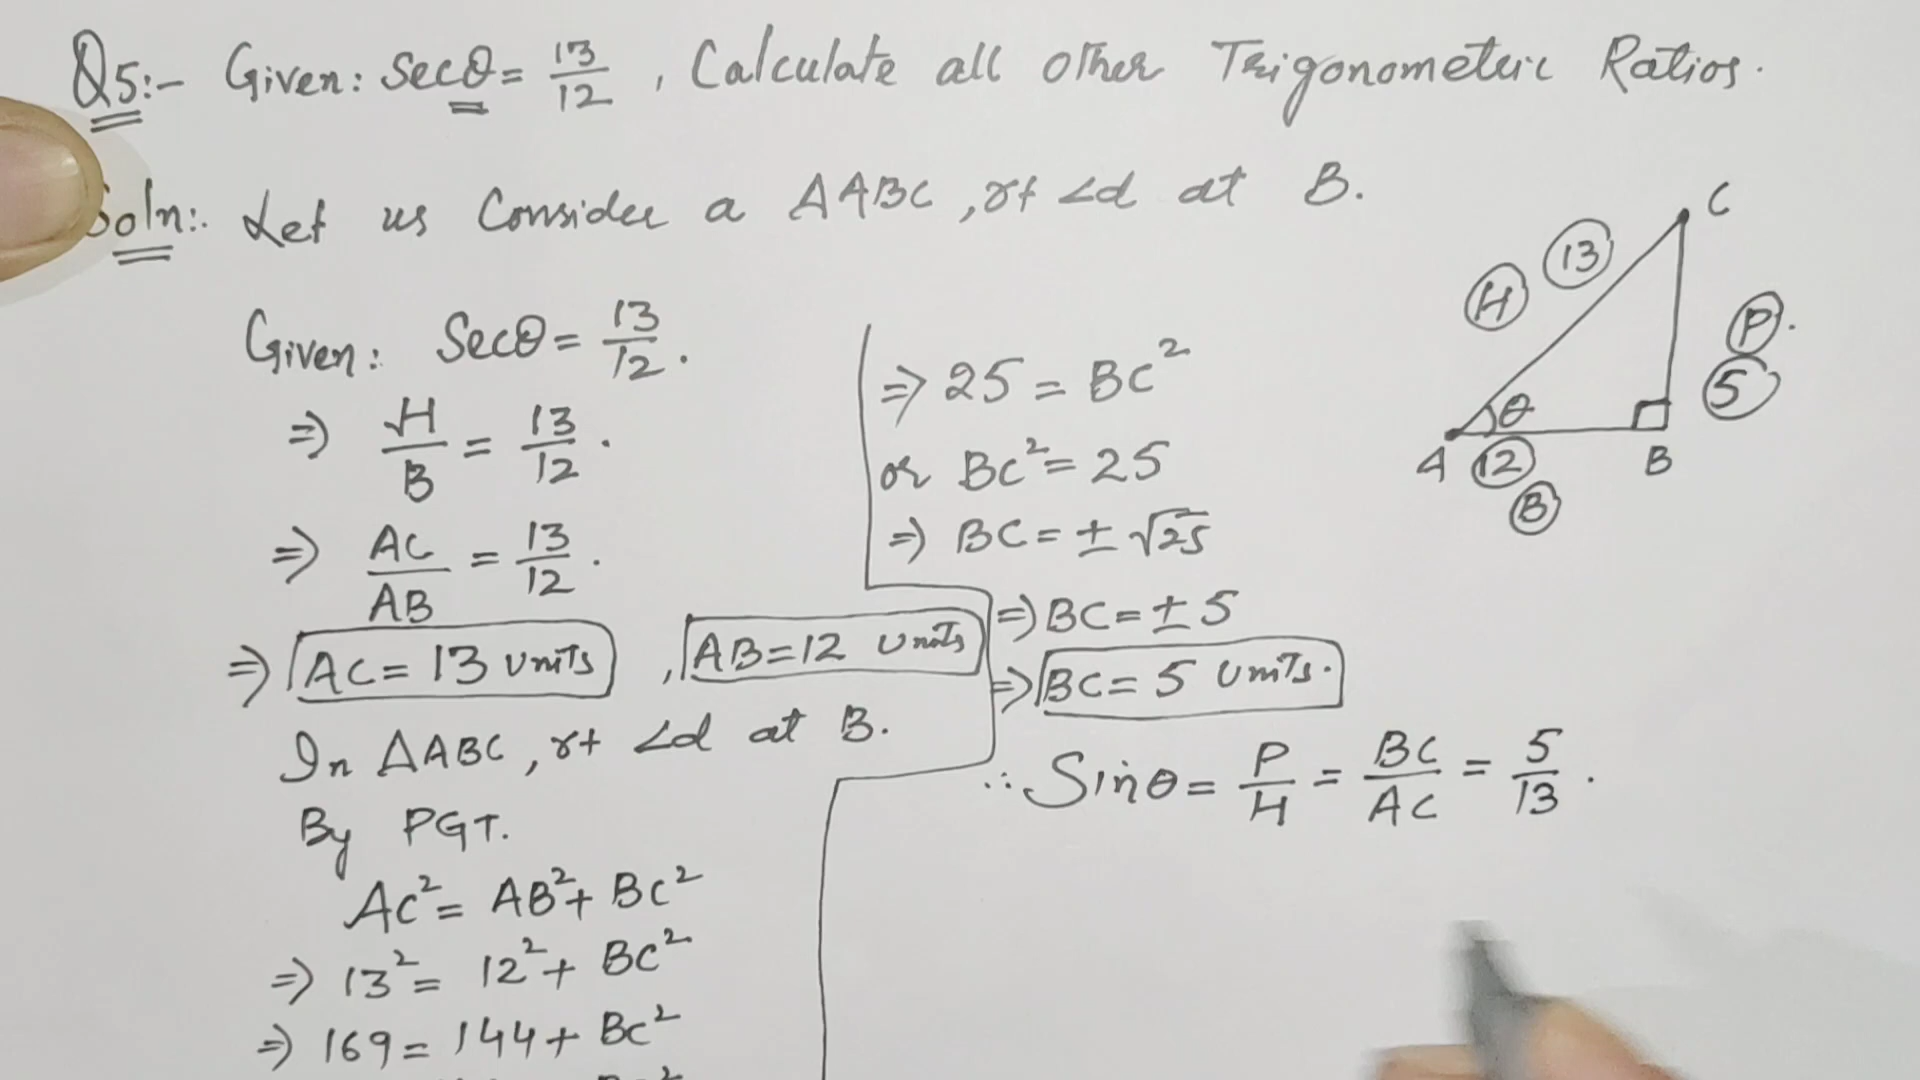 Q5:- Given: Secθ = 13/12 , Calculate all other Trigonometric Ratios.
Soln:. Let us Consider a ΔABC, rt ∠d at B.
Given: Secθ = 13/12 .
⇒ H/B = 13/12 .
⇒ AC/AB = 13/12 .
⇒ AC = 13 units , AB = 12 units
In ΔABC, rt ∠d at B.
By PGT.
AC² = AB² + BC²
⇒ 13² = 12² + BC²
⇒ 169 = 144 + BC²
⇒ 25 = BC²
or BC² = 25
⇒ BC = ± √25
⇒ BC = ± 5
⇒ BC = 5 units.
∴ Sinθ = P/H = BC/AC = 5/13 .
C
13
H
P.
5
θ
A 12 B
B